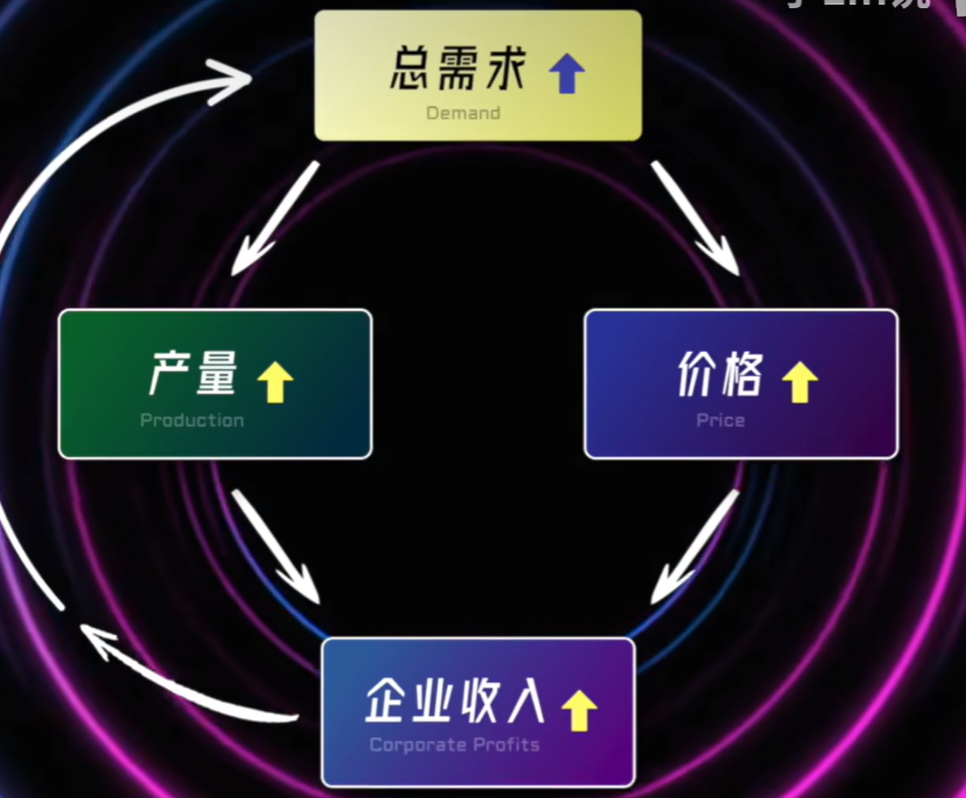 总需求
Demand
产量
Production
价格
Price
企业收入
Corporate Profits